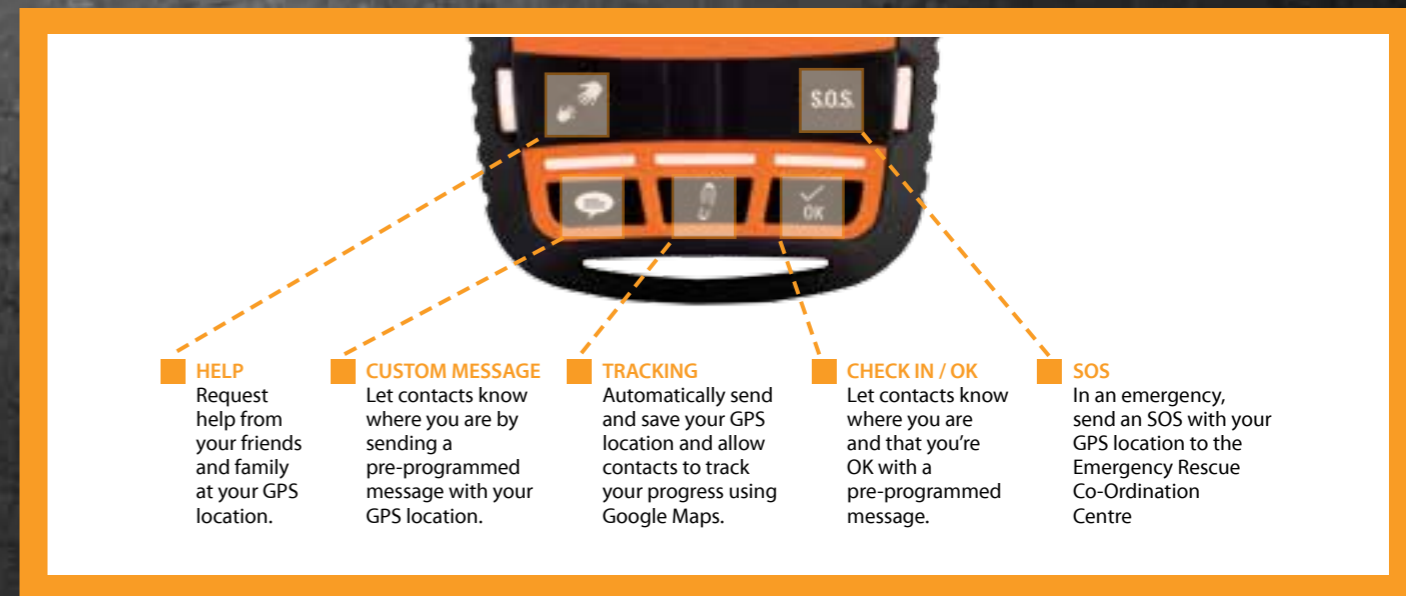 S.O.S.
OK
HELP
Request
help from
your friends
and family
at your GPS
location.
CUSTOM MESSAGE
Let contacts know
where you are by
sending a
pre-programmed
message with your
GPS location.
TRACKING
Automatically send
and save your GPS
location and allow
contacts to track
your progress using
Google Maps.
CHECK IN / OK
Let contacts know
where you are
and that you’re
OK with a
pre-programmed
message.
SOS
In an emergency,
send an SOS with your
GPS location to the
Emergency Rescue
Co-Ordination
Centre